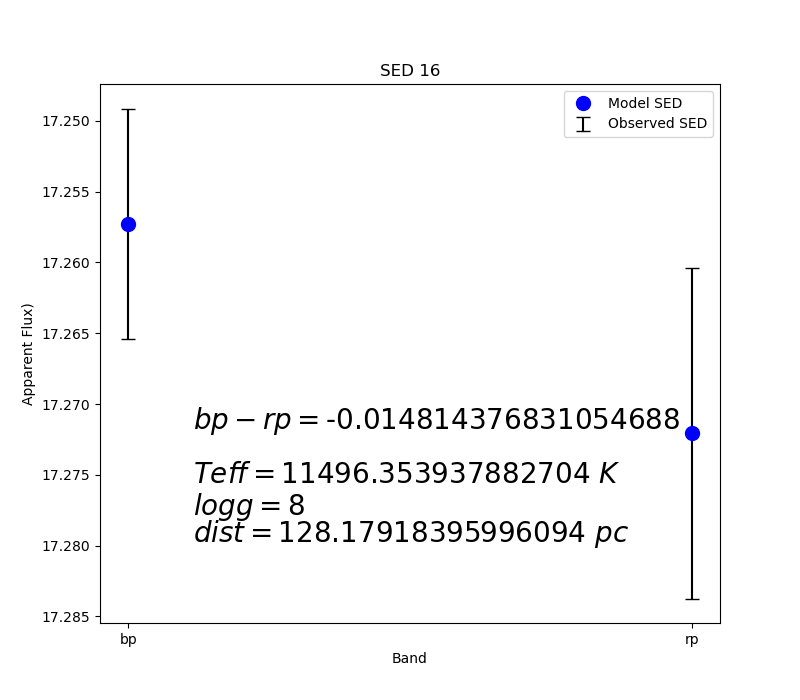 SED 16
Model SED
Observed SED
17.250
17.255
17.260
17.265
17.270
17.275
17.280
17.285
Apparent Flux)
bp − rp = -0.014814376831054688
Teff = 11496.353937882704 K
logg = 8
dist = 128.17918395996094 pc
bp
rp
Band